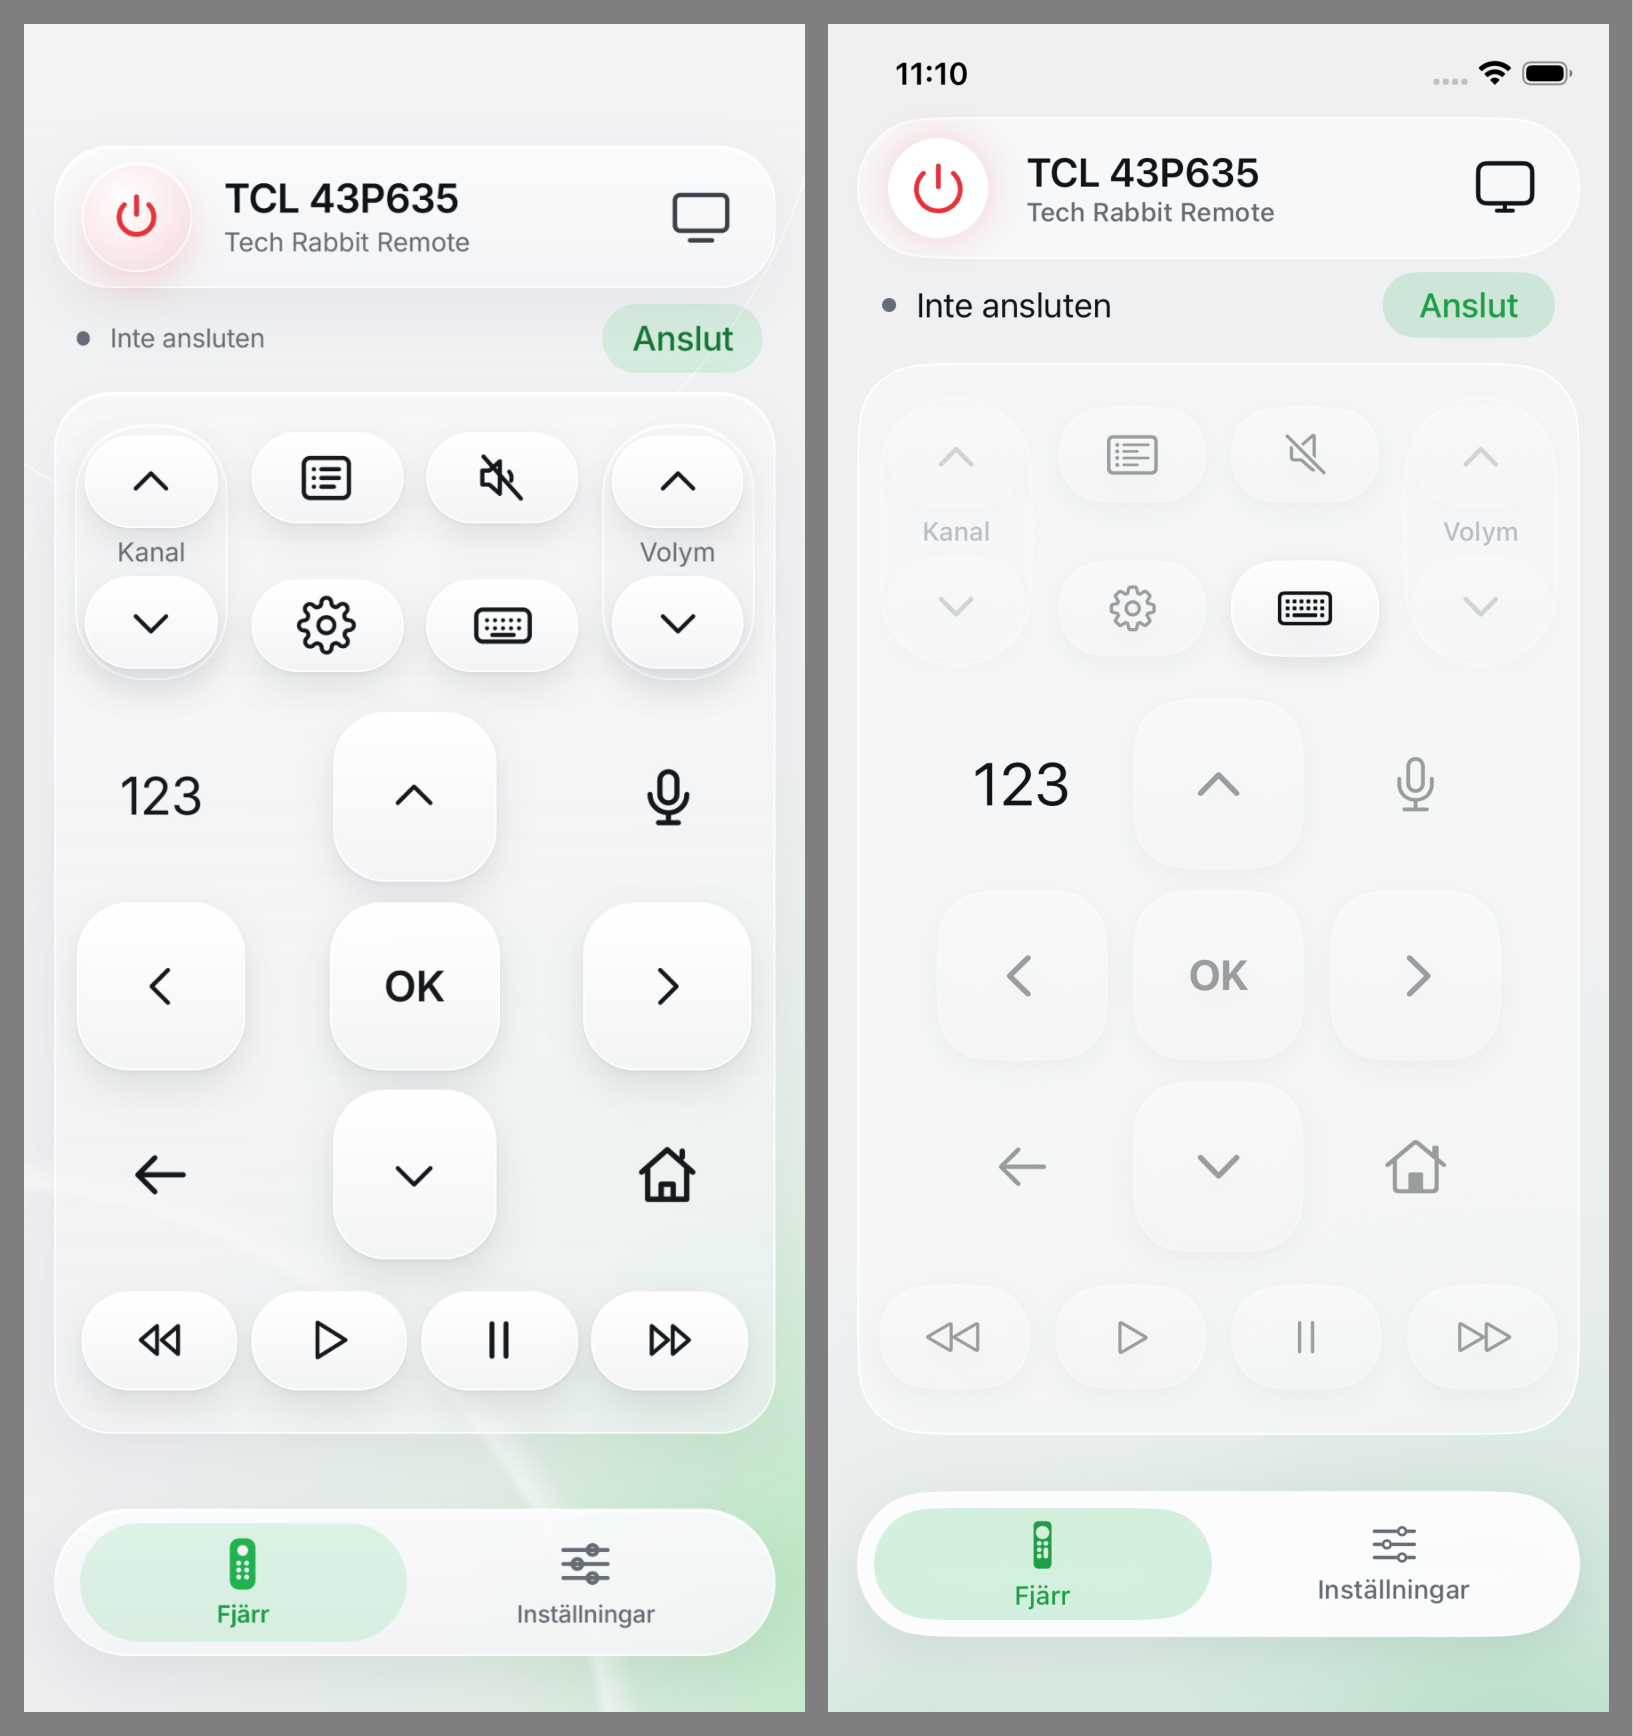 TCL 43P635
Tech Rabbit Remote
Inte ansluten
Anslut
Kanal
Volym
123
OK
Fjärr
Inställningar
11:10
TCL 43P635
Tech Rabbit Remote
Inte ansluten
Anslut
Kanal
Volym
123
OK
Fjärr
Inställningar